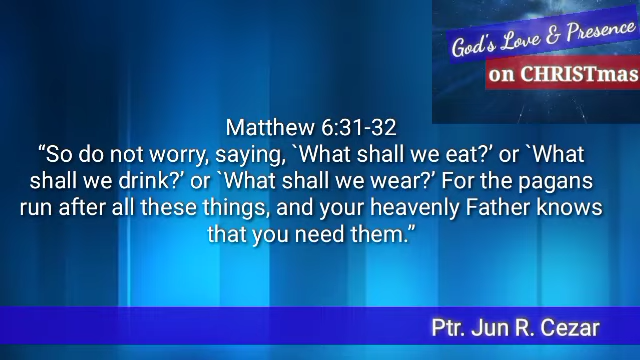 God's Love & Presence
on CHRISTmas
Matthew 6:31-32
“So do not worry, saying, `What shall we eat?’ or `What
shall we drink?’ or `What shall we wear?’ For the pagans
run after all these things, and your heavenly Father knows
that you need them.”
Ptr. Jun R. Cezar